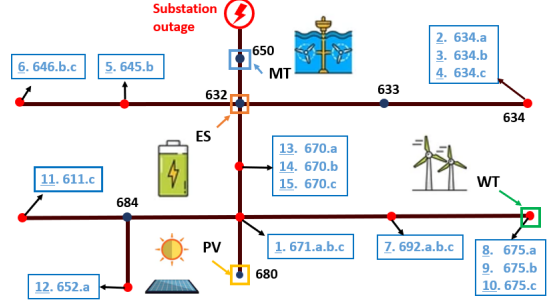 Substation
outage
650
MT
6. 646.b.c
5. 645.b
2. 634.a
3. 634.b
4. 634.c
632
633
634
ES
13. 670.a
14. 670.b
15. 670.c
11. 611.c
684
WT
PV
1. 671.a.b.c
7. 692.a.b.c
8. 675.a
9. 675.b
10. 675.c
680
12. 652.a